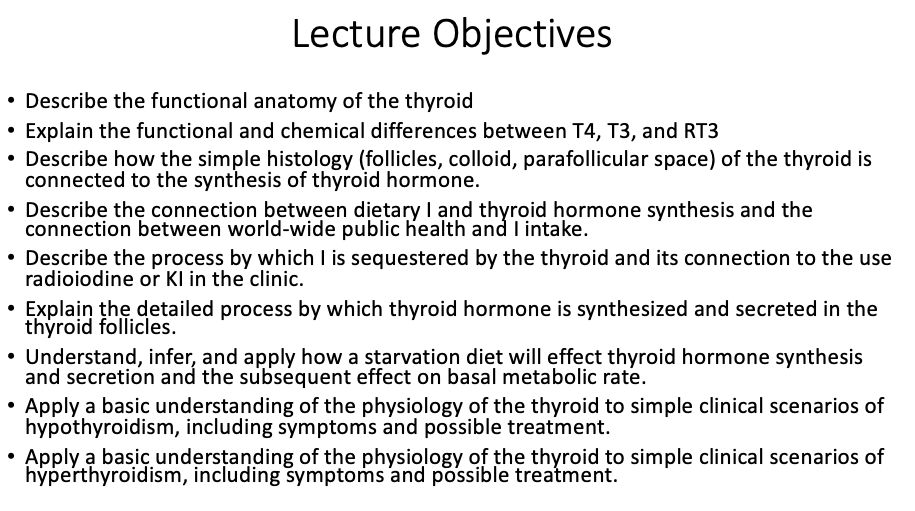 Lecture Objectives
• Describe the functional anatomy of the thyroid
• Explain the functional and chemical differences between T4, T3, and RT3
• Describe how the simple histology (follicles, colloid, parafollicular space) of the thyroid is
connected to the synthesis of thyroid hormone.
• Describe the connection between dietary I and thyroid hormone synthesis and the
connection between world-wide public health and I intake.
• Describe the process by which I is sequestered by the thyroid and its connection to the use
radioiodine or KI in the clinic.
• Explain the detailed process by which thyroid hormone is synthesized and secreted in the
thyroid follicles.
• Understand, infer, and apply how a starvation diet will effect thyroid hormone synthesis
and secretion and the subsequent effect on basal metabolic rate.
• Apply a basic understanding of the physiology of the thyroid to simple clinical scenarios of
hypothyroidism, including symptoms and possible treatment.
• Apply a basic understanding of the physiology of the thyroid to simple clinical scenarios of
hyperthyroidism, including symptoms and possible treatment.